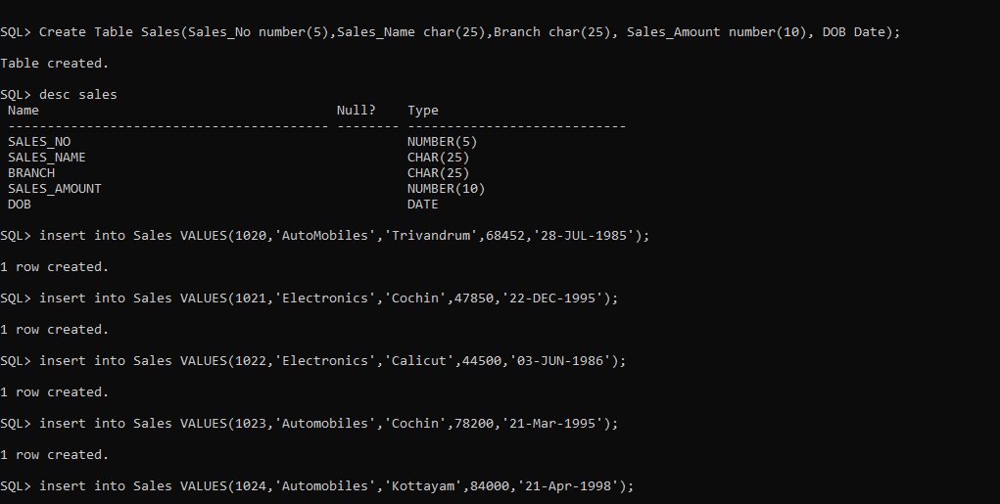 SQL> Create Table Sales(Sales_No number(5),Sales_Name char(25),Branch char(25), Sales_Amount number(10), DOB Date);
Table created.
SQL> desc sales
Name Null? Type
----------------------------------------- -------- ----------------------------
SALES_NO NUMBER(5)
SALES_NAME CHAR(25)
BRANCH CHAR(25)
SALES_AMOUNT NUMBER(10)
DOB DATE
SQL> insert into Sales VALUES(1020,'AutoMobiles','Trivandrum',68452,'28-JUL-1985');
1 row created.
SQL> insert into Sales VALUES(1021,'Electronics','Cochin',47850,'22-DEC-1995');
1 row created.
SQL> insert into Sales VALUES(1022,'Electronics','Calicut',44500,'03-JUN-1986');
1 row created.
SQL> insert into Sales VALUES(1023,'Automobiles','Cochin',78200,'21-Mar-1995');
1 row created.
SQL> insert into Sales VALUES(1024,'Automobiles','Kottayam',84000,'21-Apr-1998');